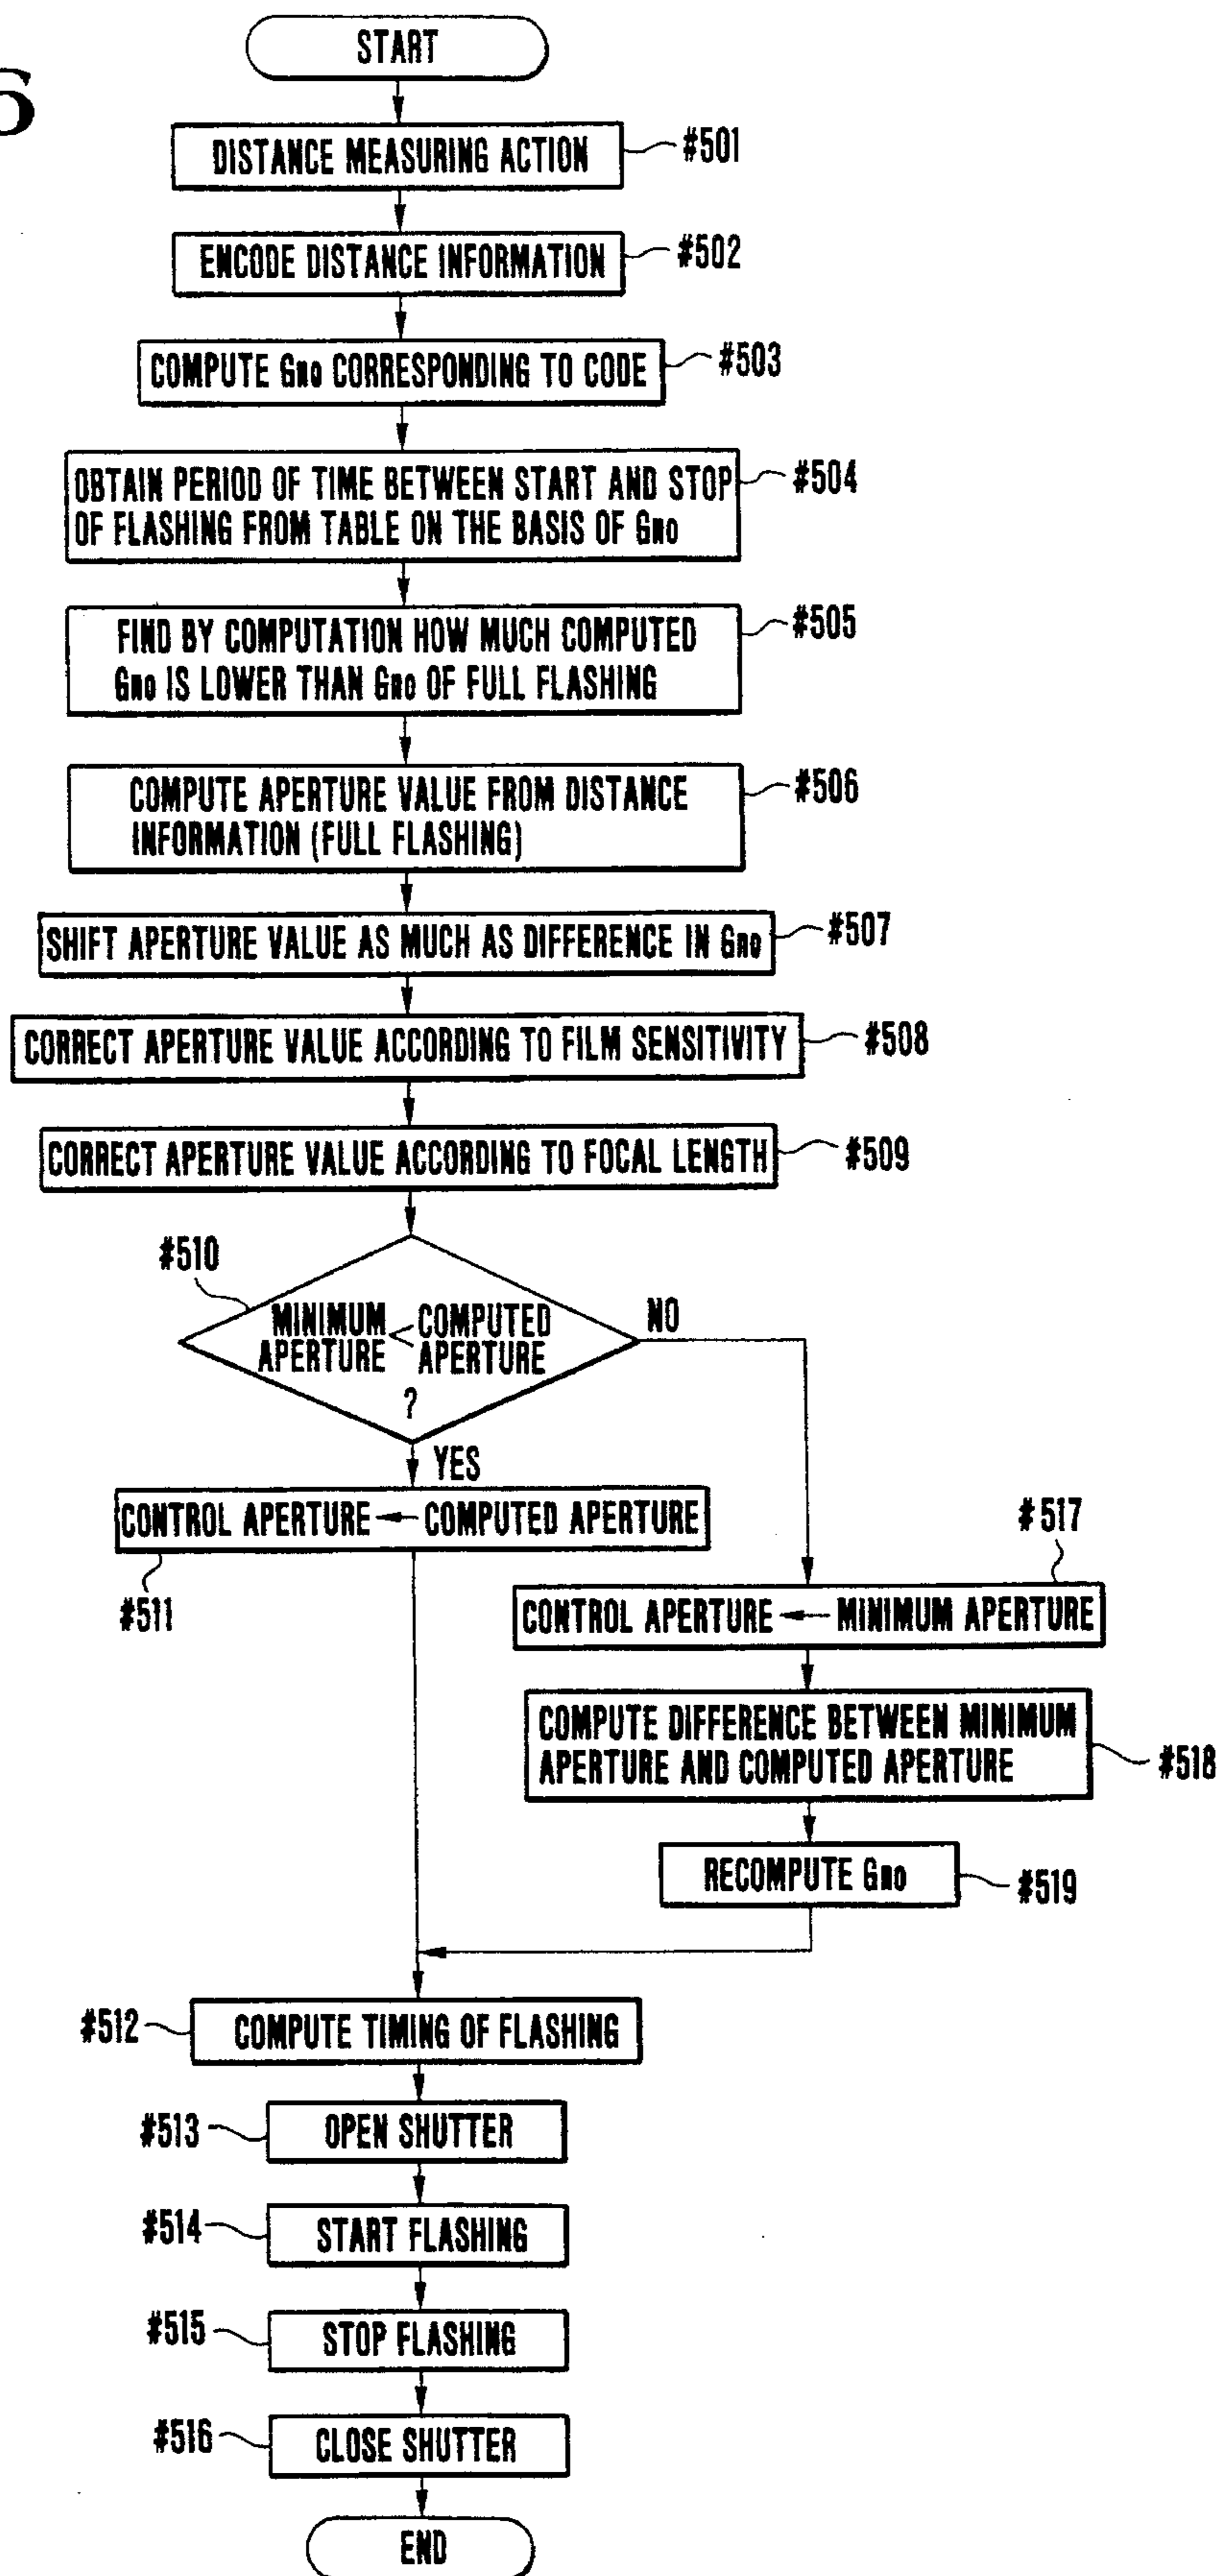 6
START
DISTANCE MEASURING ACTION
#501
ENCODE DISTANCE INFORMATION
#502
COMPUTE Gno CORRESPONDING TO CODE
#503
OBTAIN PERIOD OF TIME BETWEEN START AND STOP
OF FLASHING FROM TABLE ON THE BASIS OF Gno
#504
FIND BY COMPUTATION HOW MUCH COMPUTED
Gno IS LOWER THAN Gno OF FULL FLASHING
#505
COMPUTE APERTURE VALUE FROM DISTANCE
INFORMATION (FULL FLASHING)
#506
SHIFT APERTURE VALUE AS MUCH AS DIFFERENCE IN Gno
#507
CORRECT APERTURE VALUE ACCORDING TO FILM SENSITIVITY
#508
CORRECT APERTURE VALUE ACCORDING TO FOCAL LENGTH
#509
#510
MINIMUM APERTURE < COMPUTED APERTURE
?
NO
YES
CONTROL APERTURE ← COMPUTED APERTURE
#511
#517
CONTROL APERTURE ← MINIMUM APERTURE
COMPUTE DIFFERENCE BETWEEN MINIMUM
APERTURE AND COMPUTED APERTURE
#518
RECOMPUTE Gno
#519
#512
COMPUTE TIMING OF FLASHING
#513
OPEN SHUTTER
#514
START FLASHING
#515
STOP FLASHING
#516
CLOSE SHUTTER
END